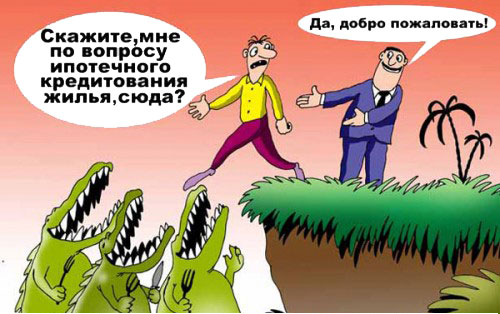 Скажите,мне
по вопросу
ипотечного
кредитования
жилья,сюда?
Да, добро пожаловать!